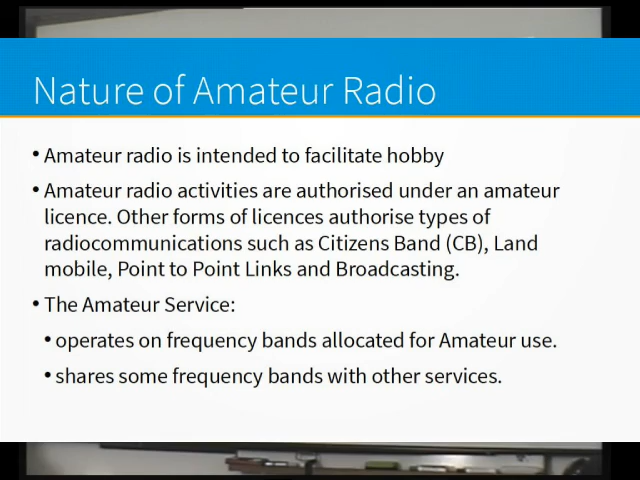 Nature of Amateur Radio
• Amateur radio is intended to facilitate hobby
• Amateur radio activities are authorised under an amateur
licence. Other forms of licences authorise types of
radiocommunications such as Citizens Band (CB), Land
mobile, Point to Point Links and Broadcasting.
• The Amateur Service:
• operates on frequency bands allocated for Amateur use.
• shares some frequency bands with other services.